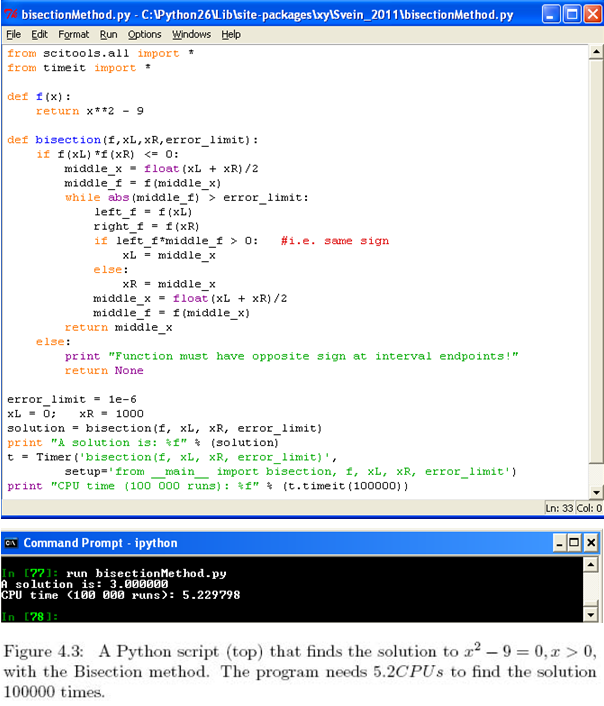 bisectionMethod.py - C:\Python26\Lib\site-packages\xy\Svein_2011\bisectionMethod.py
File Edit Format Run Options Windows Help
from scitools.all import *
from timeit import *
def f(x):
    return x**2 - 9
def bisection(f,xL,xR,error_limit):
    if f(xL)*f(xR) <= 0:
        middle_x = float(xL + xR)/2
        middle_f = f(middle_x)
        while abs(middle_f) > error_limit:
            left_f = f(xL)
            right_f = f(xR)
            if left_f*middle_f > 0:   #i.e. same sign
                xL = middle_x
            else:
                xR = middle_x
            middle_x = float(xL + xR)/2
            middle_f = f(middle_x)
        return middle_x
    else:
        print "Function must have opposite sign at interval endpoints!"
        return None
error_limit = 1e-6
xL = 0;   xR = 1000
solution = bisection(f, xL, xR, error_limit)
print "A solution is: %f" % (solution)
t = Timer('bisection(f, xL, xR, error_limit)',
        setup='from __main__ import bisection, f, xL, xR, error_limit')
print "CPU time (100 000 runs): %f" % (t.timeit(100000))
Ln: 33 Col: 0
Command Prompt - ipython
In [77]: run bisectionMethod.py
A solution is: 3.000000
CPU time (100 000 runs): 5.229798
In [78]:
Figure 4.3: A Python script (top) that finds the solution to x² − 9 = 0, x > 0,
with the Bisection method. The program needs 5.2CPUs to find the solution
100000 times.